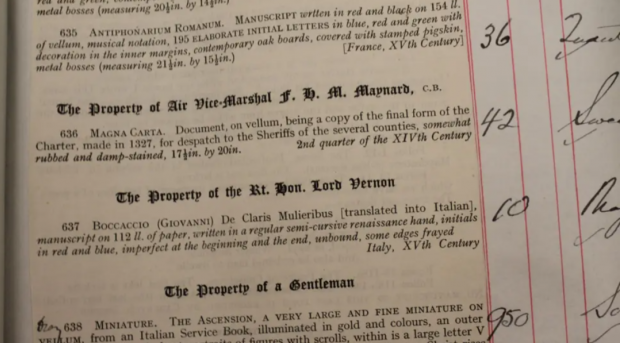 metal bosses (measuring 20½in. by 14½in.)
635 ANTIPHONARIUM ROMANUM. MANUSCRIPT written in red and black on 154 ll.
of vellum, musical notation, 195 ELABORATE INITIAL LETTERS in blue, red and green with
decoration in the inner margins, contemporary oak boards, covered with stamped pigskin,
metal bosses (measuring 21½in. by 15½in.) [France, XVth Century] 36
The Property of Air Vice-Marshal F. H. M. Maynard, C.B.
636 MAGNA CARTA. Document, on vellum, being a copy of the final form of the
Charter, made in 1327, for despatch to the Sheriffs of the several counties, somewhat 42
rubbed and damp-stained, 17½in. by 20in. 2nd quarter of the XIVth Century
The Property of the Rt. Hon. Lord Vernon
637 BOCCACCIO (GIOVANNI) De Claris Mulieribus [translated into Italian], 10
manuscript on 112 ll. of paper, written in a regular semi-cursive renaissance hand, initials
in red and blue, imperfect at the beginning and the end, unbound, some edges frayed
Italy, XVth Century
The Property of a Gentleman
638 MINIATURE. THE ASCENSION, A VERY LARGE AND FINE MINIATURE ON 950
VELLUM, from an Italian Service Book, illuminated in gold and colours, an outer
of figures with scrolls, within is a large letter V